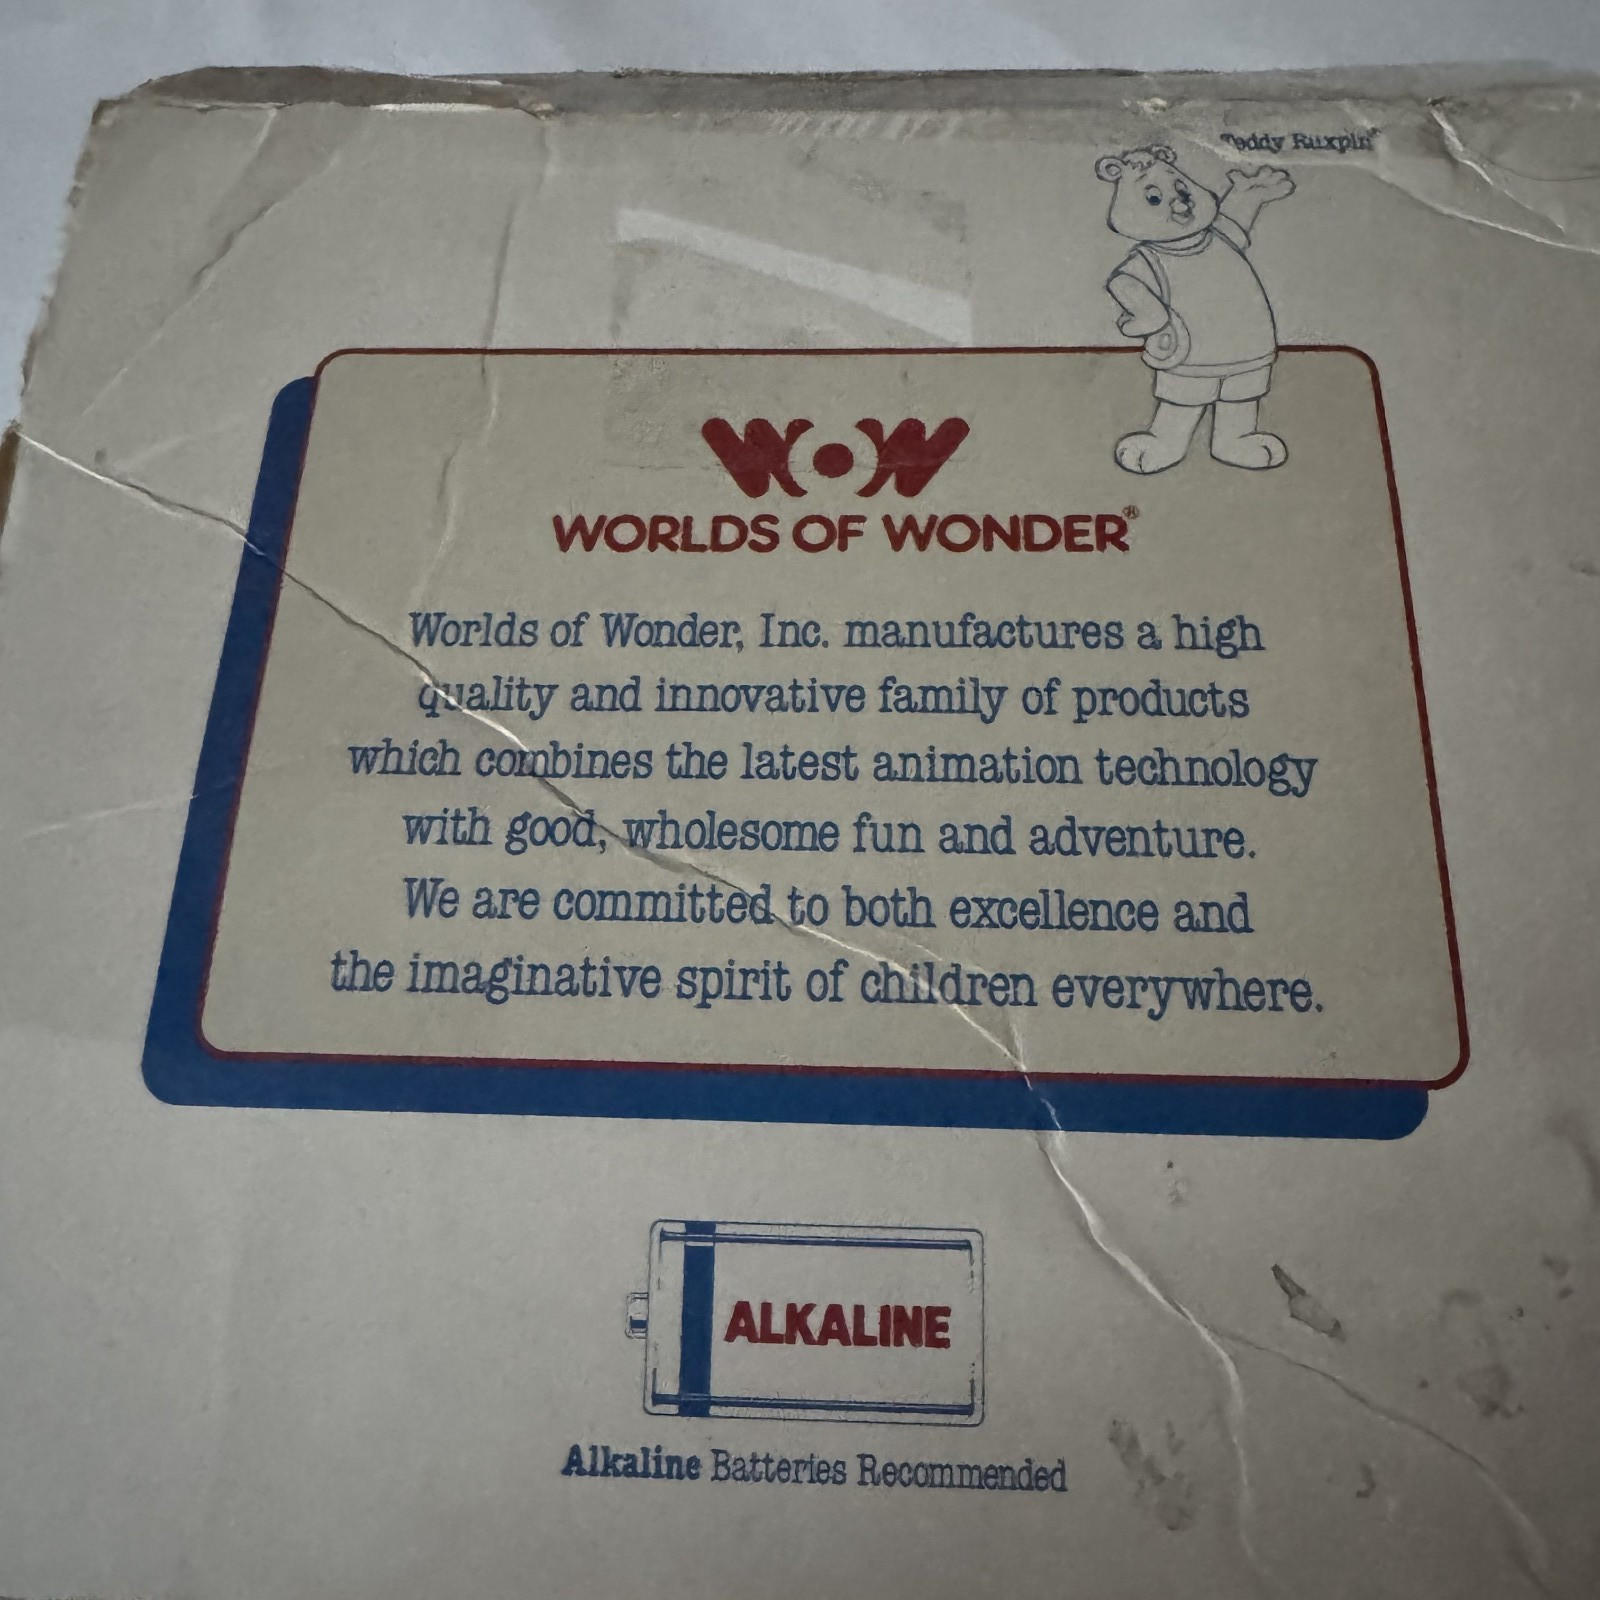 Teddy Ruxpin®
WOW
WORLDS OF WONDER®
Worlds of Wonder, Inc. manufactures a high
quality and innovative family of products
which combines the latest animation technology
with good, wholesome fun and adventure.
We are committed to both excellence and
the imaginative spirit of children everywhere.
ALKALINE
Alkaline Batteries Recommended